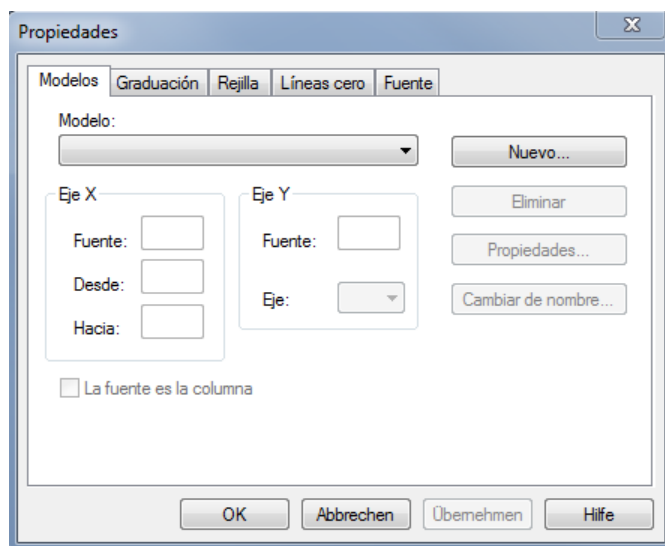 Propiedades
Modelos Graduación Rejilla Líneas cero Fuente
Modelo:
Nuevo...
Eje X
Fuente:
Desde:
Hacia:
Eje Y
Fuente:
Eje:
Eliminar
Propiedades...
Cambiar de nombre...
La fuente es la columna
OK Abbrechen Übernehmen Hilfe